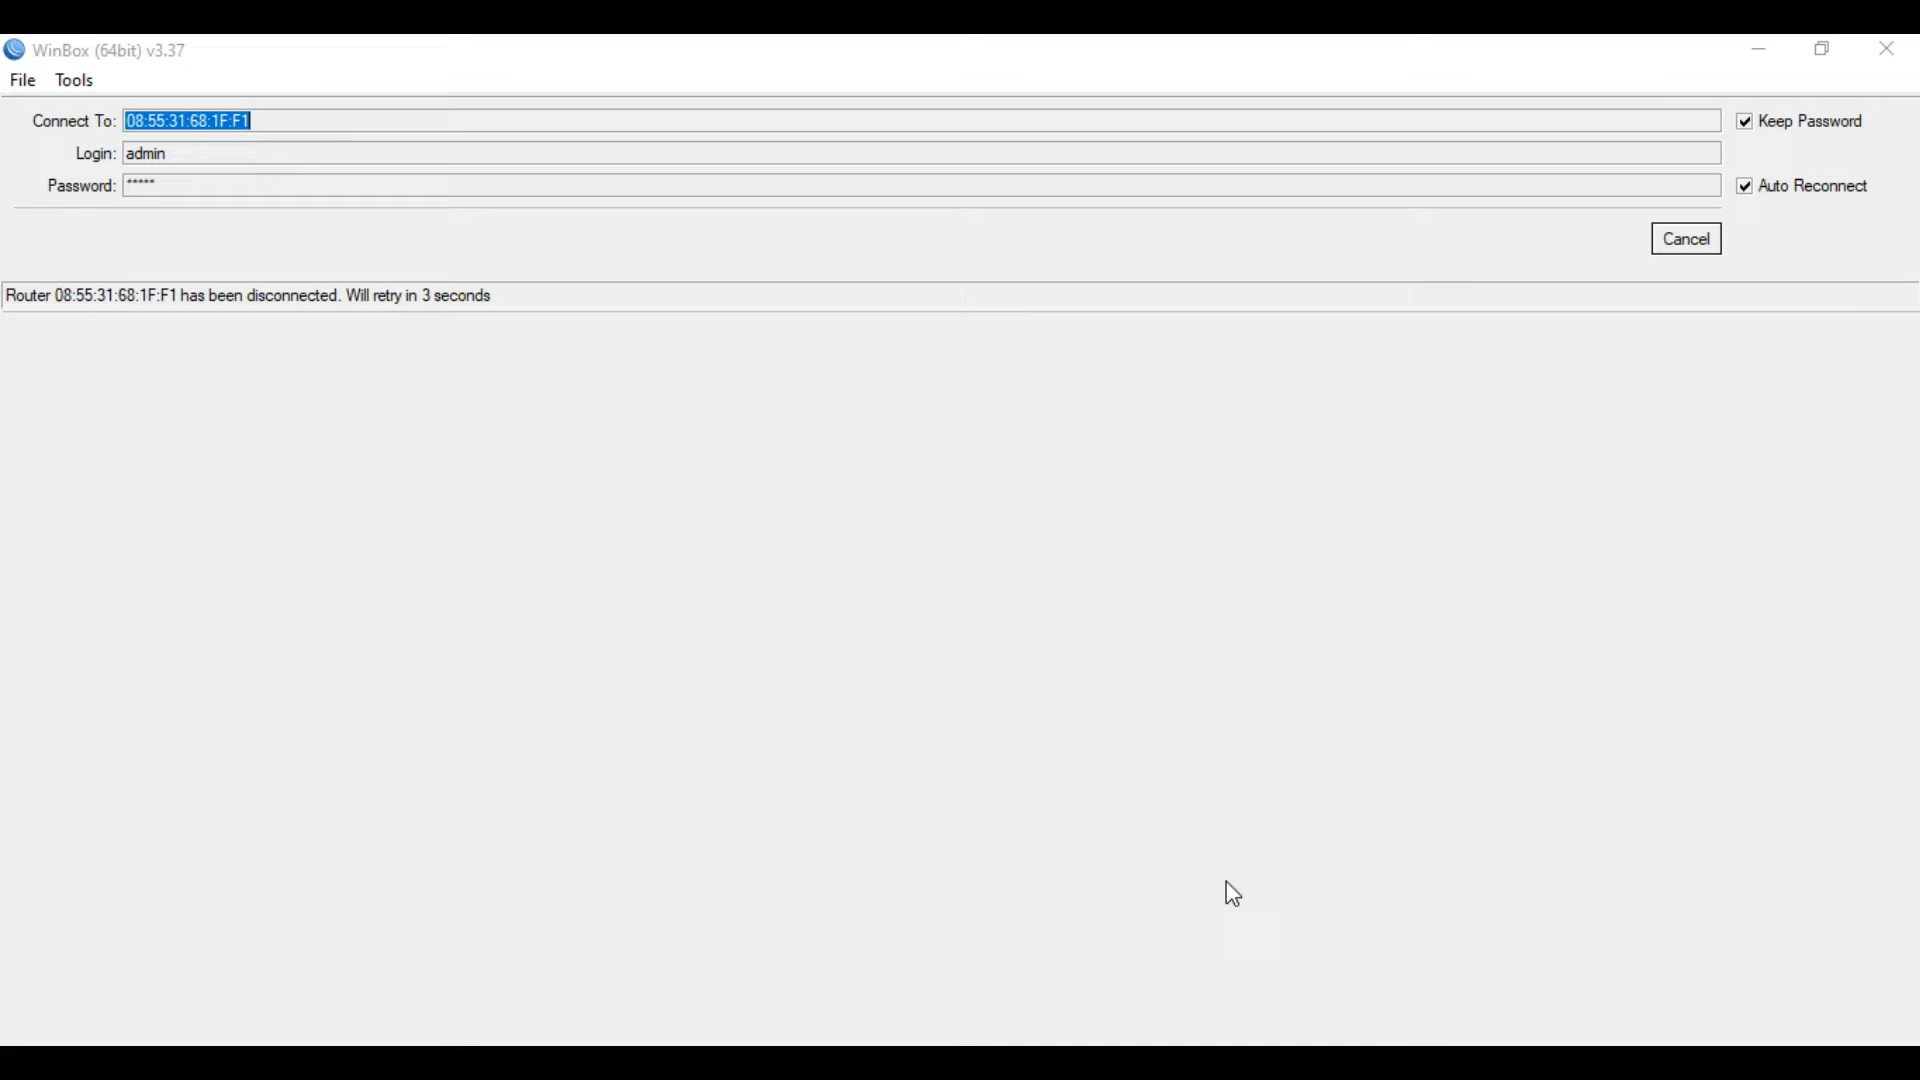 WinBox (64bit) v3.37
File Tools
Connect To: 08:55:31:68:1F:F1 Keep Password
Login: admin
Password: ***** Auto Reconnect
Cancel
Router 08:55:31:68:1F:F1 has been disconnected. Will retry in 3 seconds